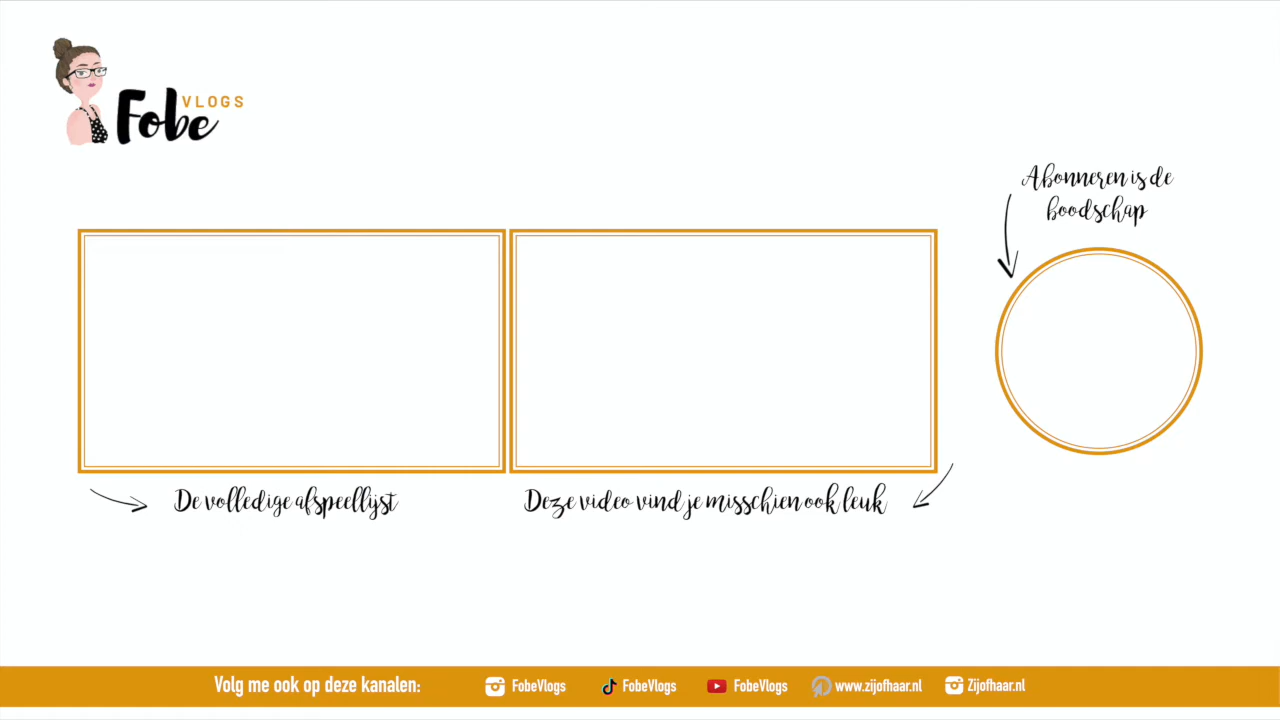 VLOGS
Fobe
Abonneren is de
boodschap
De volledige afspeellijst
Deze video vind je misschien ook leuk
Volg me ook op deze kanalen:
FobeVlogs
FobeVlogs
FobeVlogs
www.zijofhaar.nl
Zijofhaar.nl